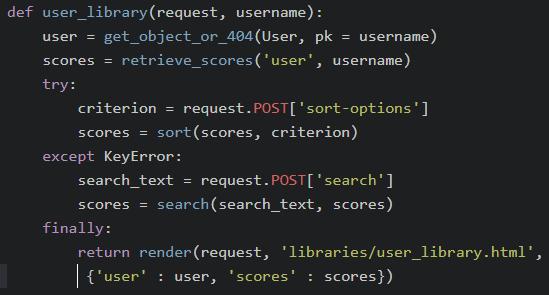 def user_library(request, username):
    user = get_object_or_404(User, pk = username)
    scores = retrieve_scores('user', username)
    try:
        criterion = request.POST['sort-options']
        scores = sort(scores, criterion)
    except KeyError:
        search_text = request.POST['search']
        scores = search(search_text, scores)
    finally:
        return render(request, 'libraries/user_library.html',
        {'user' : user, 'scores' : scores})